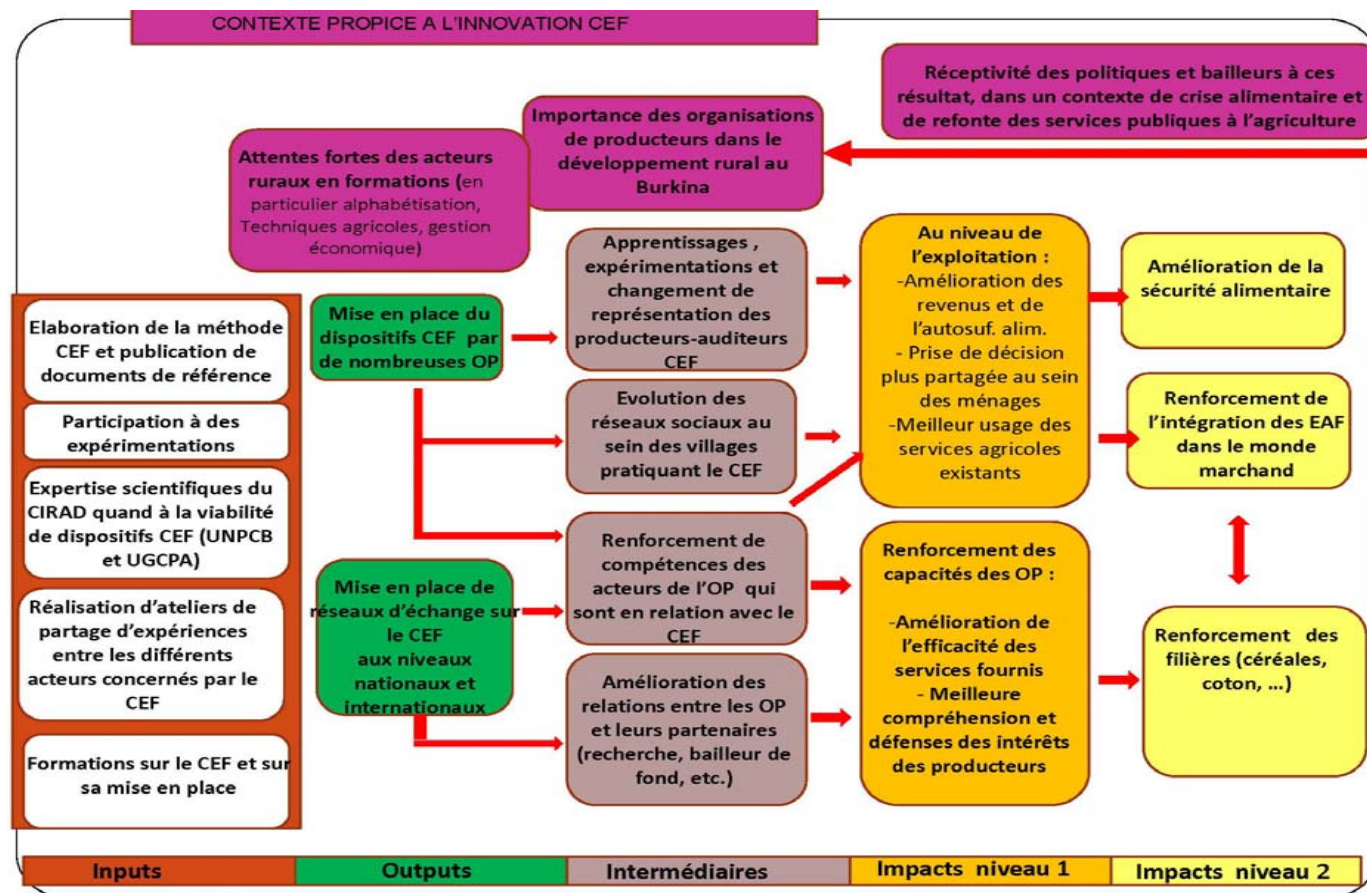 CONTEXTE PROPICE A L'INNOVATION CEF
Réceptivité des politiques et bailleurs à ces
résultat, dans un contexte de crise alimentaire et
de refonte des services publiques à l'agriculture
Importance des organisations
de producteurs dans le
développement rural au
Burkina
Attentes fortes des acteurs
ruraux en formations (en
particulier alphabétisation,
Techniques agricoles, gestion
économique)
Elaboration de la méthode
CEF et publication de
documents de référence
Participation à des
expérimentations
Expertise scientifiques du
CIRAD quand à la viabilité
de dispositifs CEF (UNPCB
et UGCPA)
Réalisation d'ateliers de
partage d'expériences
entre les différents
acteurs concernés par le
CEF
Formations sur le CEF et sur
sa mise en place
Mise en place du
dispositifs CEF par
de nombreuses OP
Mise en place de
réseaux d'échange sur
le CEF
aux niveaux
nationaux et
internationaux
Apprentissages ,
expérimentations et
changement de
représentation des
producteurs-auditeurs
CEF
Evolution des
réseaux sociaux au
sein des villages
pratiquant le CEF
Renforcement de
compétences des
acteurs de l'OP qui
sont en relation avec le
CEF
Amélioration des
relations entre les OP
et leurs partenaires
(recherche, bailleur de
fond, etc.)
Au niveau de
l'exploitation :
-Amélioration des
revenus et de
l'autosuf. alim.
- Prise de décision
plus partagée au sein
des ménages
-Meilleur usage des
services agricoles
existants
Renforcement des
capacités des OP :
-Amélioration de
l'efficacité des
services fournis
- Meilleure
compréhension et
défenses des intérêts
des producteurs
Amélioration de la
sécurité alimentaire
Renforcement de
l'intégration des EAF
dans le monde
marchand
Renforcement des
filières (céréales,
coton, ...)
Inputs
Outputs
Intermédiaires
Impacts niveau 1
Impacts niveau 2